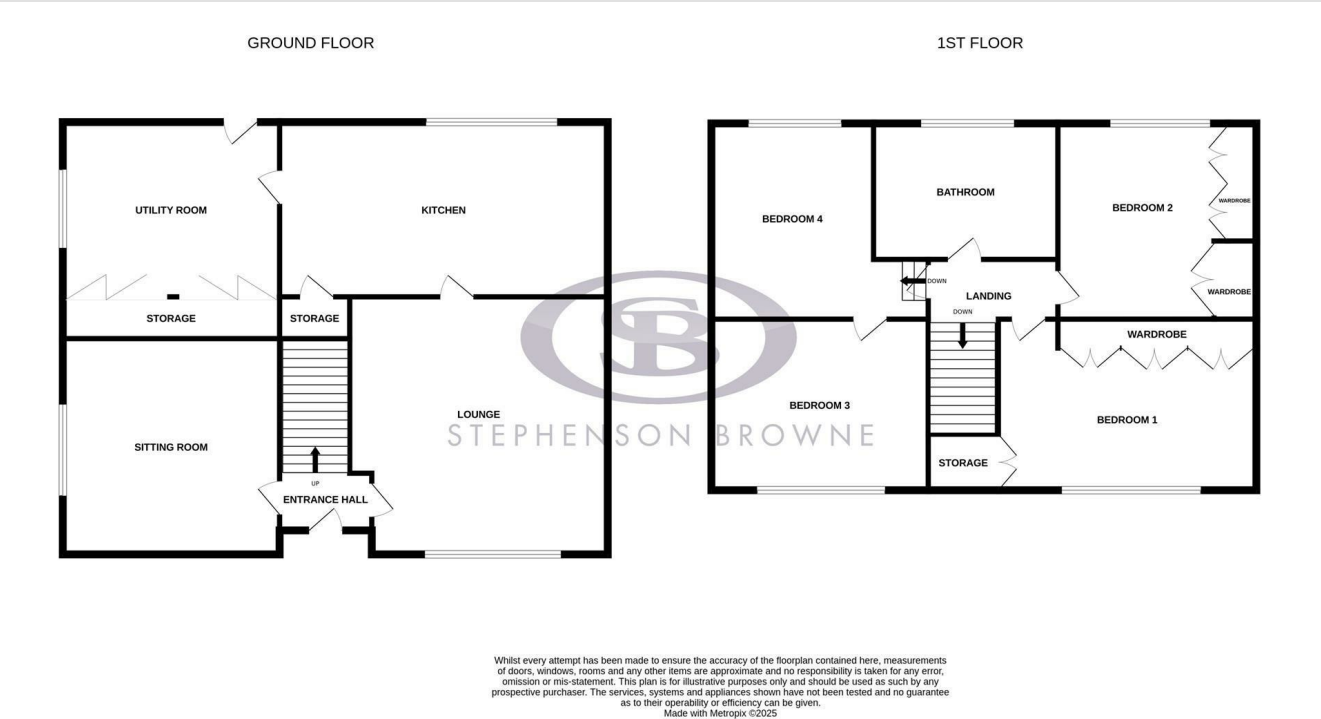 GROUND FLOOR
1ST FLOOR
UTILITY ROOM
KITCHEN
STORAGE
STORAGE
SITTING ROOM
LOUNGE
UP
ENTRANCE HALL
BEDROOM 4
BATHROOM
BEDROOM 2
WARDROBE
DOWN
LANDING
WARDROBE
DOWN
WARDROBE
BEDROOM 3
BEDROOM 1
STORAGE
SB
STEPHENSON BROWNE
Whilst every attempt has been made to ensure the accuracy of the floorplan contained here, measurements
of doors, windows, rooms and any other items are approximate and no responsibility is taken for any error,
omission or mis-statement. This plan is for illustrative purposes only and should be used as such by any
prospective purchaser. The services, systems and appliances shown have not been tested and no guarantee
as to their operability or efficiency can be given.
Made with Metropix ©2025